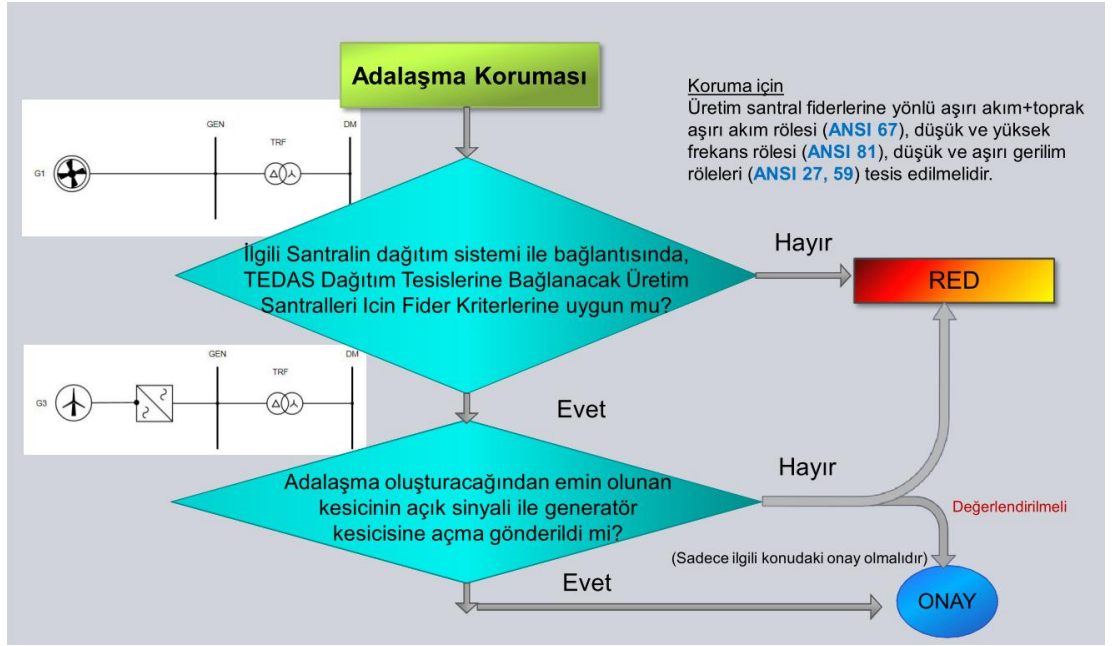 Adalaşma Koruması
Koruma için
Üretim santral fiderlerine yönlü aşırı akım+toprak
aşırı akım rölesi (ANSI 67), düşük ve yüksek
frekans rölesi (ANSI 81), düşük ve aşırı gerilim
röleleri (ANSI 27, 59) tesis edilmelidir.
GEN
DM
TRF
G1
İlgili Santralin dağıtım sistemi ile bağlantısında,
TEDAS Dağıtım Tesislerine Bağlanacak Üretim
Santralleri Icin Fider Kriterlerine uygun mu?
Hayır
RED
GEN
DM
TRF
G3
Evet
Adalaşma oluşturacağından emin olunan
kesicinin açık sinyali ile generatör
kesicisine açma gönderildi mi?
Hayır
Değerlendirilmeli
(Sadece ilgili konudaki onay olmalıdır)
Evet
ONAY